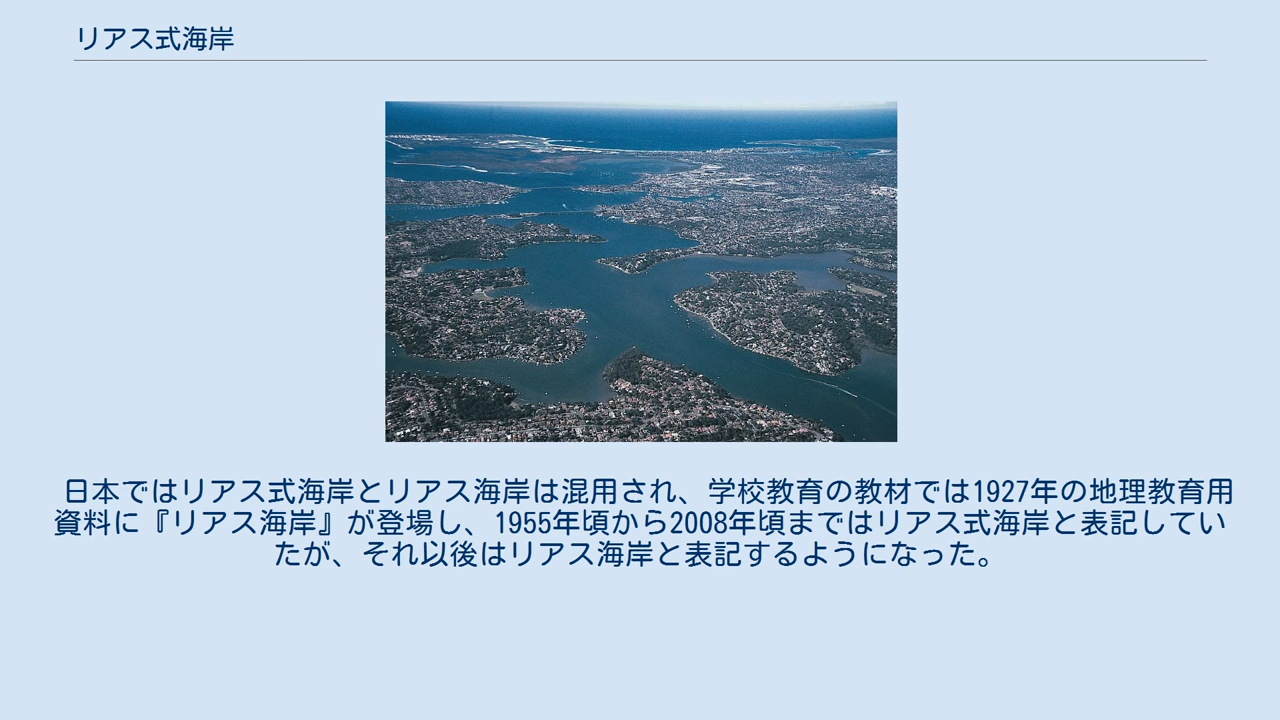 リアス式海岸
日本ではリアス式海岸とリアス海岸は混用され、学校教育の教材では1927年の地理教育用
資料に『リアス海岸』が登場し、1955年頃から2008年頃まではリアス式海岸と表記してい
たが、それ以後はリアス海岸と表記するようになった。